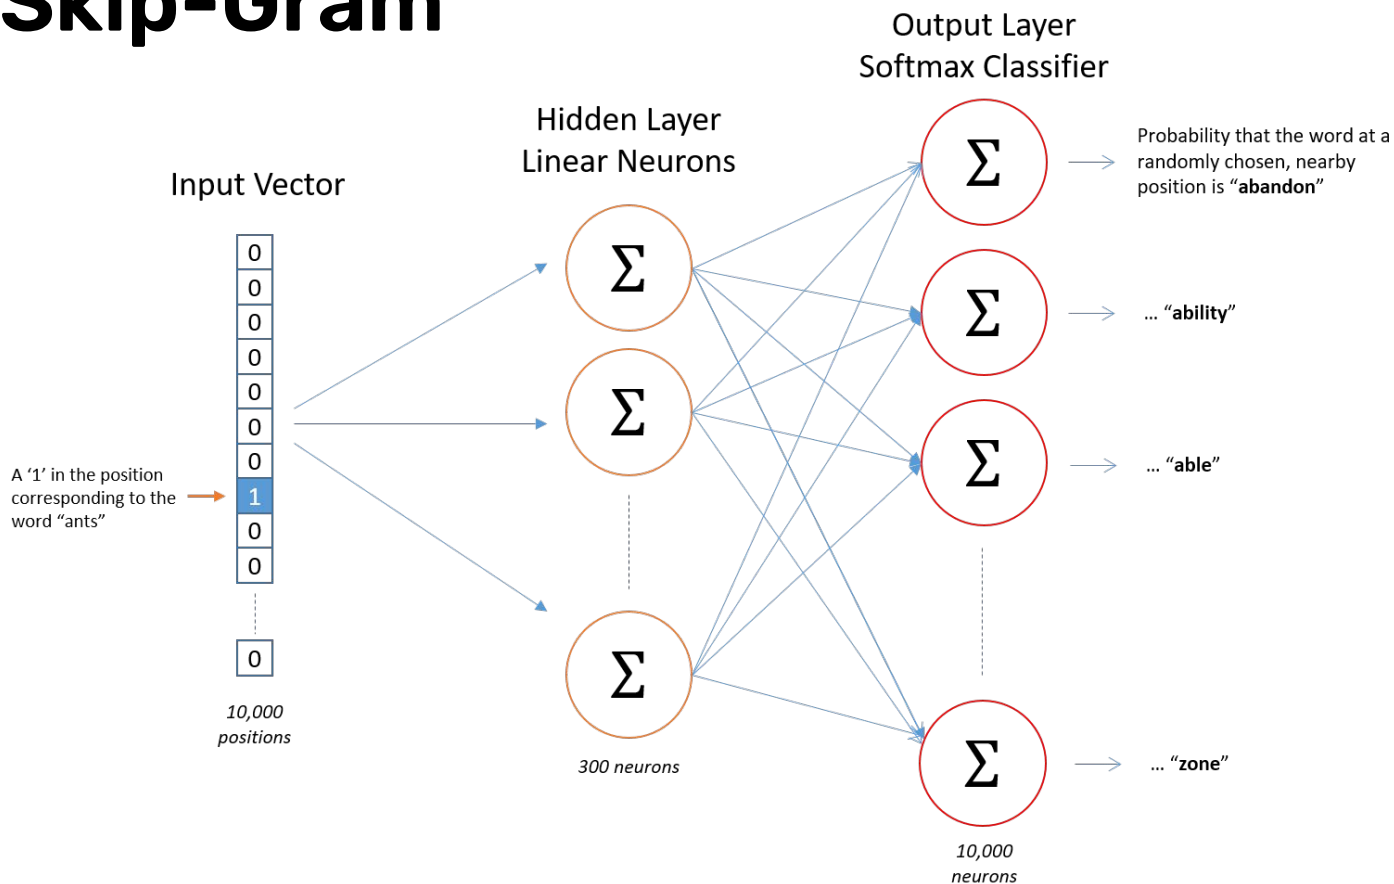 Skip-Gram
Output Layer
Softmax Classifier
Hidden Layer
Linear Neurons
Input Vector
0
0
0
0
0
0
0
1
0
0
0
A ‘1’ in the position
corresponding to the
word “ants”
10,000
positions
Σ
Σ
Σ
300 neurons
Σ
Σ
Σ
Σ
10,000
neurons
Probability that the word at a
randomly chosen, nearby
position is “abandon”
... “ability”
... “able”
... “zone”